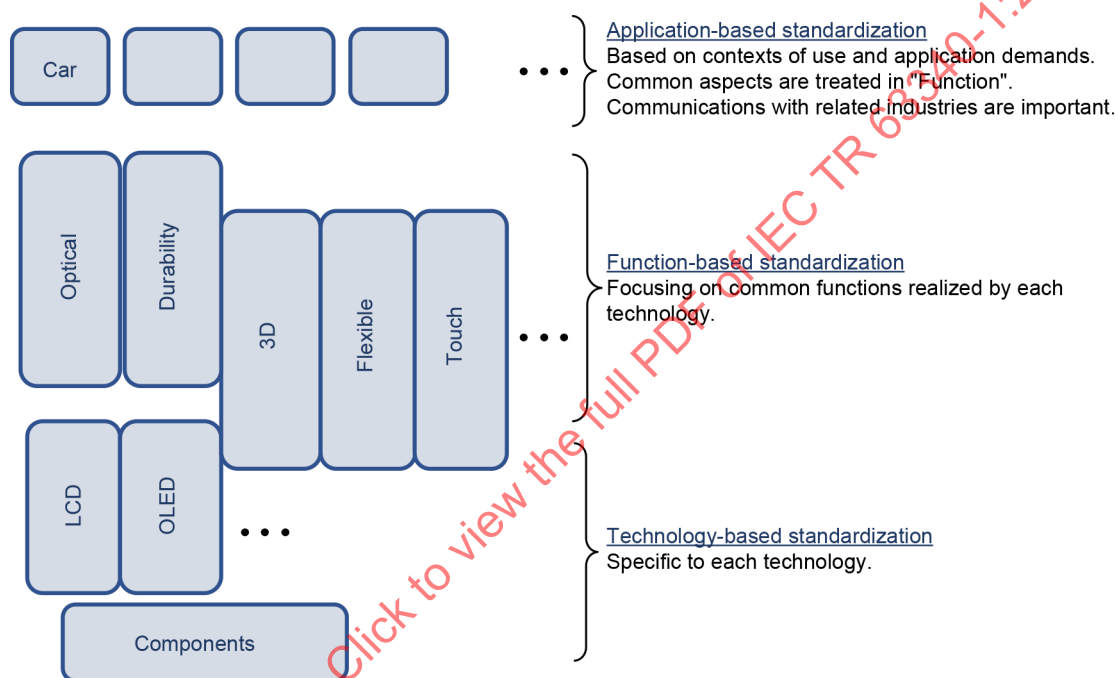 Car
Application-based standardization
Based on contexts of use and application demands.
Common aspects are treated in "Function".
Communications with related industries are important.
Optical
Durability
3D
Flexible
Touch
Function-based standardization
Focusing on common functions realized by each
technology.
LCD
OLED
Technology-based standardization
Specific to each technology.
Components
Click to view the full PDF of IEC TR 63340-1:2